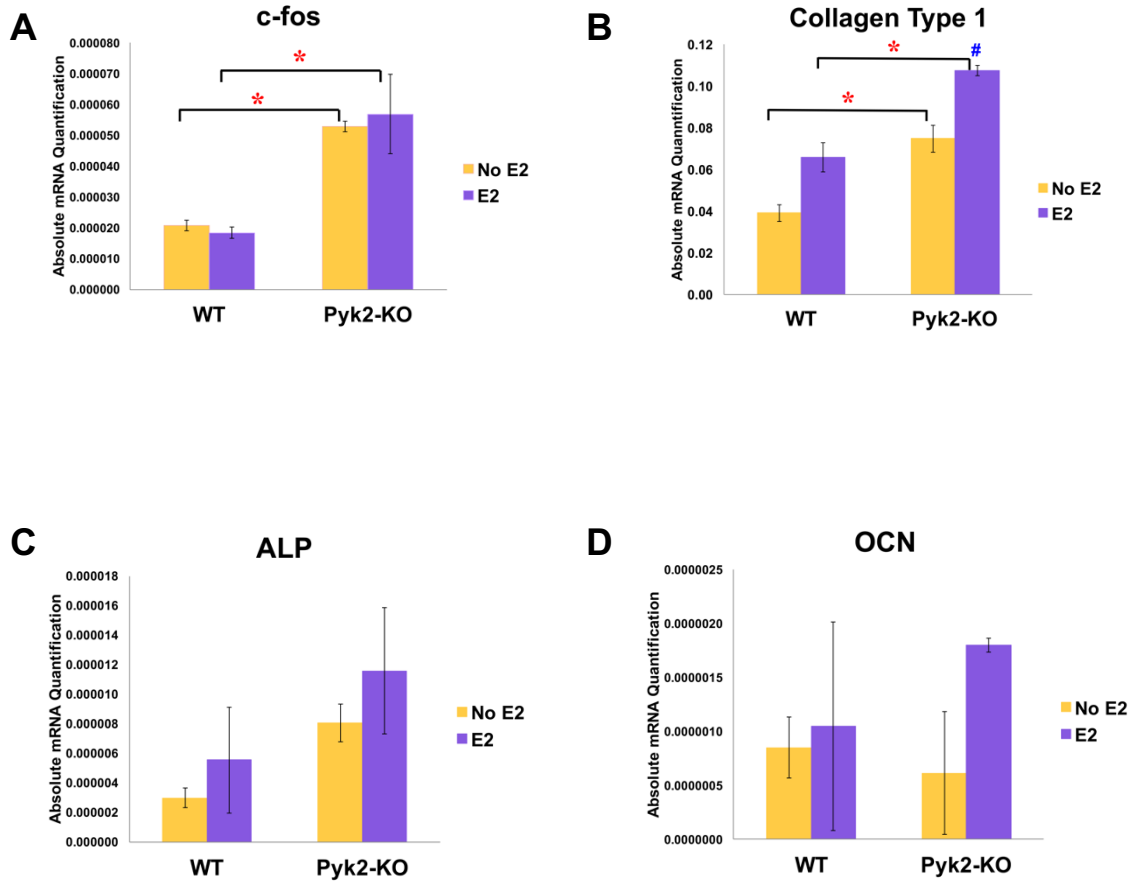 A
c-fos
Absolute mRNA Quantification
0.000080
0.000070
0.000060
0.000050
0.000040
0.000030
0.000020
0.000010
0.000000
*
*
WT
Pyk2-KO
No E2
E2
B
Collagen Type 1
Absolute mRNA Quanntification
0.12
0.10
0.08
0.06
0.04
0.02
0.00
*
*
#
WT
Pyk2-KO
No E2
E2
C
ALP
Absolute mRNA Quantification
0.000018
0.000016
0.000014
0.000012
0.000010
0.000008
0.000006
0.000004
0.000002
0.000000
WT
Pyk2-KO
No E2
E2
D
OCN
Absolute mRNA Quantification
0.0000025
0.0000020
0.0000015
0.0000010
0.0000005
0.0000000
WT
Pyk2-KO
No E2
E2